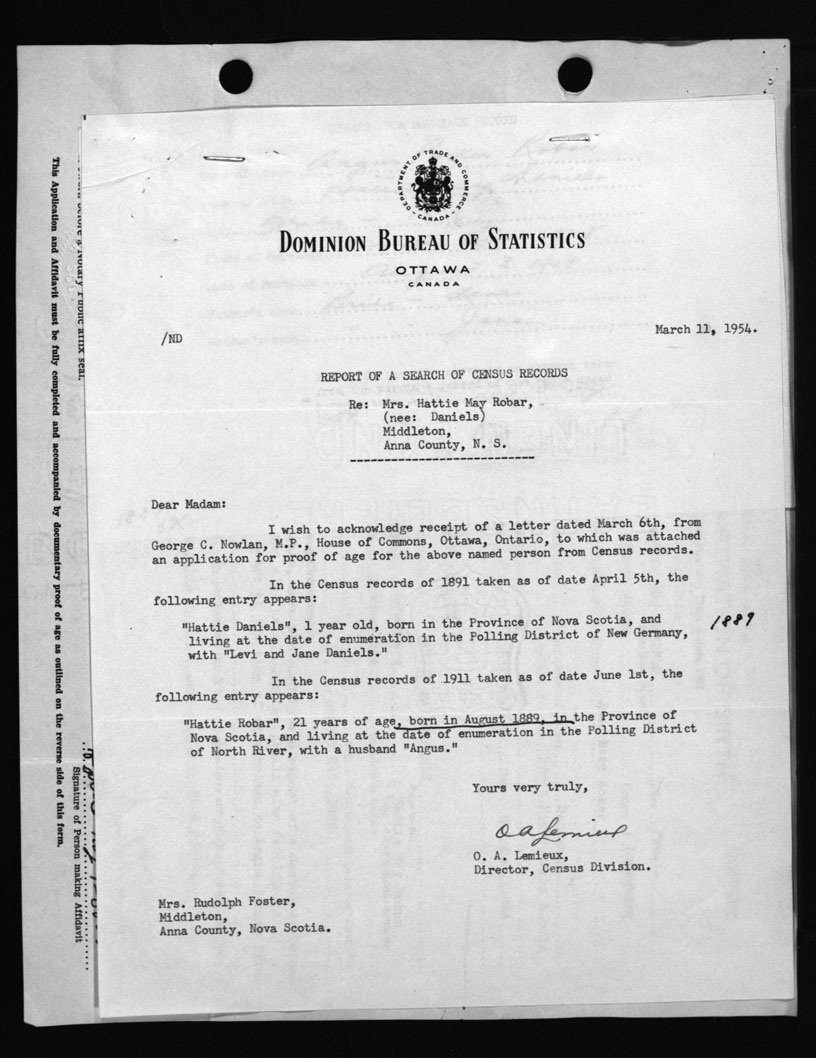 DEPARTMENT OF TRADE AND COMMERCE
- CANADA -
DOMINION BUREAU OF STATISTICS
OTTAWA
CANADA
March 11, 1954.
/ND
REPORT OF A SEARCH OF CENSUS RECORDS
Re: Mrs. Hattie May Robar,
(nee: Daniels)
Middleton,
Anna County, N. S.
Dear Madam:
I wish to acknowledge receipt of a letter dated March 6th, from
George C. Nowlan, M.P., House of Commons, Ottawa, Ontario, to which was attached
an application for proof of age for the above named person from Census records.
In the Census records of 1891 taken as of date April 5th, the
following entry appears:
"Hattie Daniels", 1 year old, born in the Province of Nova Scotia, and
living at the date of enumeration in the Polling District of New Germany,
with "Levi and Jane Daniels."
1889
In the Census records of 1911 taken as of date June 1st, the
following entry appears:
"Hattie Robar", 21 years of age, born in August 1889, in the Province of
Nova Scotia, and living at the date of enumeration in the Polling District
of North River, with a husband "Angus."
Yours very truly,
O A Lemieux
O. A. Lemieux,
Director, Census Division.
Mrs. Rudolph Foster,
Middleton,
Anna County, Nova Scotia.
before a Notary Public affix seal.
This Application and Affidavit must be fully completed and accompanied by documentary proof of age as outlined on the reverse side of this form.
Signature of Person making Affidavit